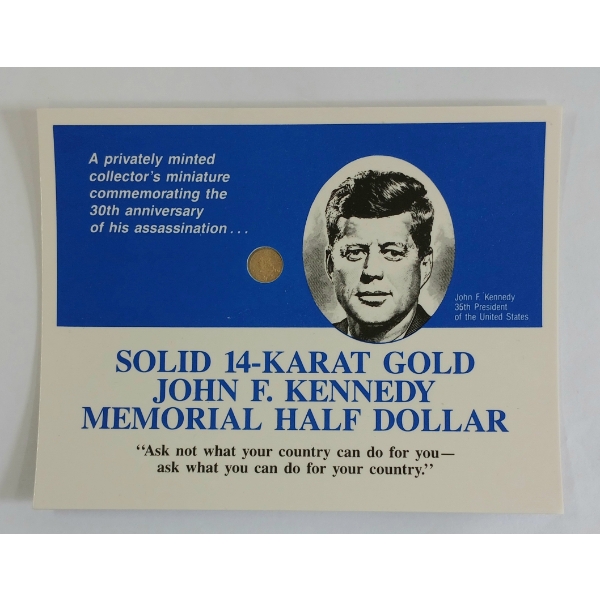 A privately minted
collector's miniature
commemorating the
30th anniversary
of his assassination...
John F. Kennedy
35th President
of the United States
SOLID 14-KARAT GOLD
JOHN F. KENNEDY
MEMORIAL HALF DOLLAR
“Ask not what your country can do for you—
ask what you can do for your country.”